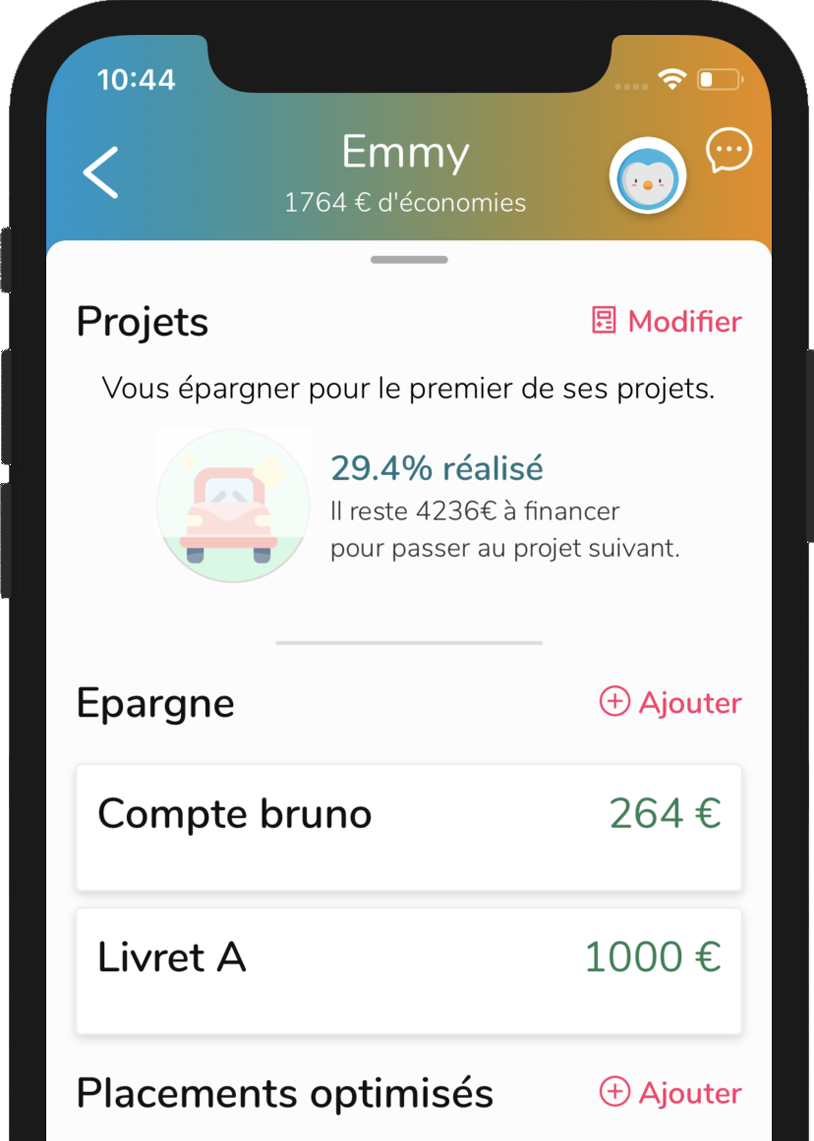 10:44
Emmy
1764 € d'économies
Projets
Modifier
Vous épargner pour le premier de ses projets.
29.4% réalisé
Il reste 4236€ à financer
pour passer au projet suivant.
Epargne
Ajouter
Compte bruno
264 €
Livret A
1000 €
Placements optimisés
Ajouter